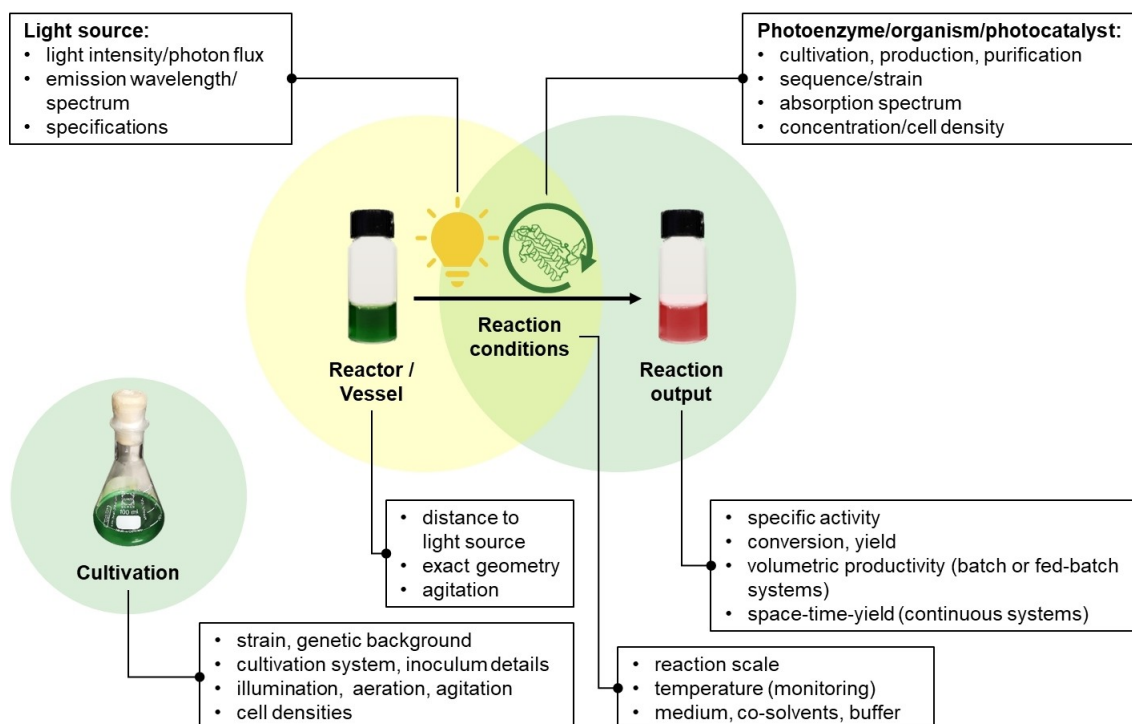 Light source:
• light intensity/photon flux
• emission wavelength/
spectrum
• specifications
Photoenzyme/organism/photocatalyst:
• cultivation, production, purification
• sequence/strain
• absorption spectrum
• concentration/cell density
Reaction
conditions
Reactor /
Vessel
Reaction
output
100 ml
Cultivation
• distance to
light source
• exact geometry
• agitation
• specific activity
• conversion, yield
• volumetric productivity (batch or fed-batch
systems)
• space-time-yield (continuous systems)
• strain, genetic background
• cultivation system, inoculum details
• illumination, aeration, agitation
• cell densities
• reaction scale
• temperature (monitoring)
• medium, co-solvents, buffer